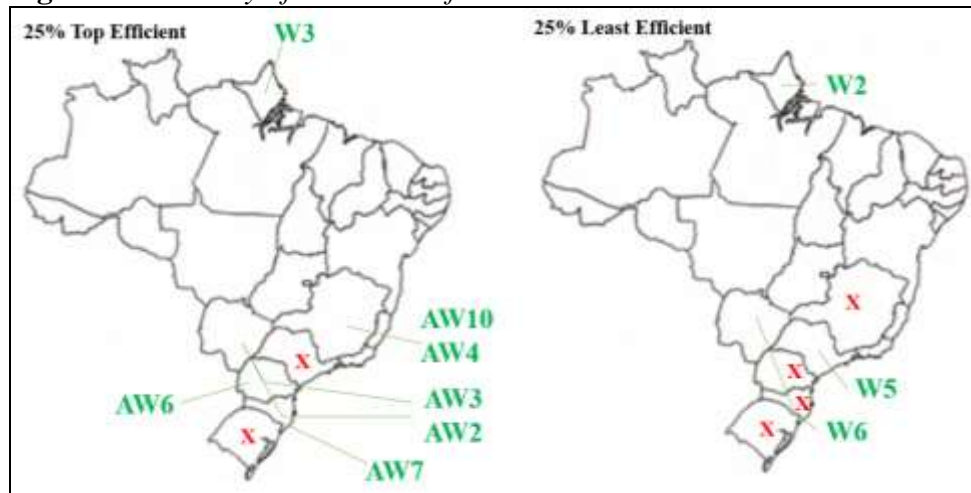 25% Top Efficient
W3
AW10
AW4
X
AW6
AW3
AW2
X
AW7
25% Least Efficient
W2
X
X
W5
X
X
W6